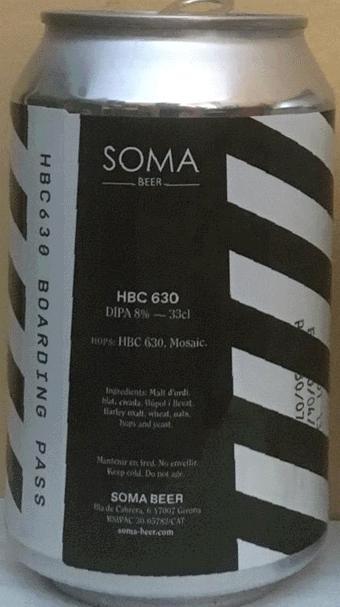 SOMA
BEER
HBC 630
DIPA 8% — 33cl
HOPS: HBC 630, Mosaic.
Ingredients: Malt d'ordi,
blat, civada, llúpol i llevat.
Barley malt, wheat, oats,
hops and yeast.
Mantenir en fred. No envellir.
Keep cold. Do not age.
SOMA BEER
17007 Girona
soma-beer.com
HBC630 BOARDING PASS